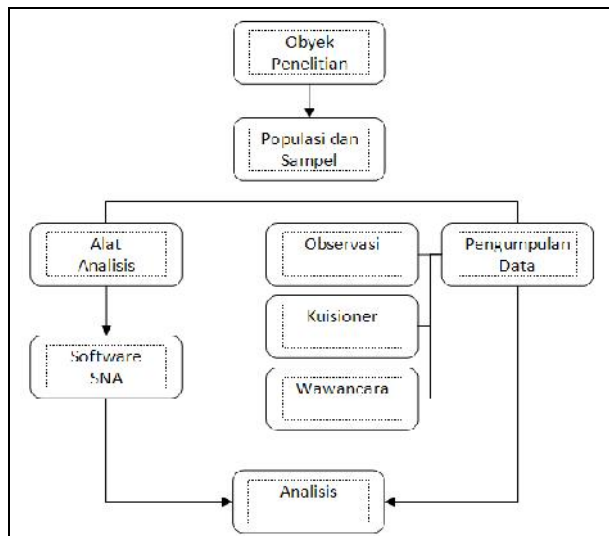 Obyek
Penelitian
Populasi dan
Sampel
Alat
Analisis
Observasi
Pengumpulan
Data
Kuisioner
Software
SNA
Wawancara
Analisis